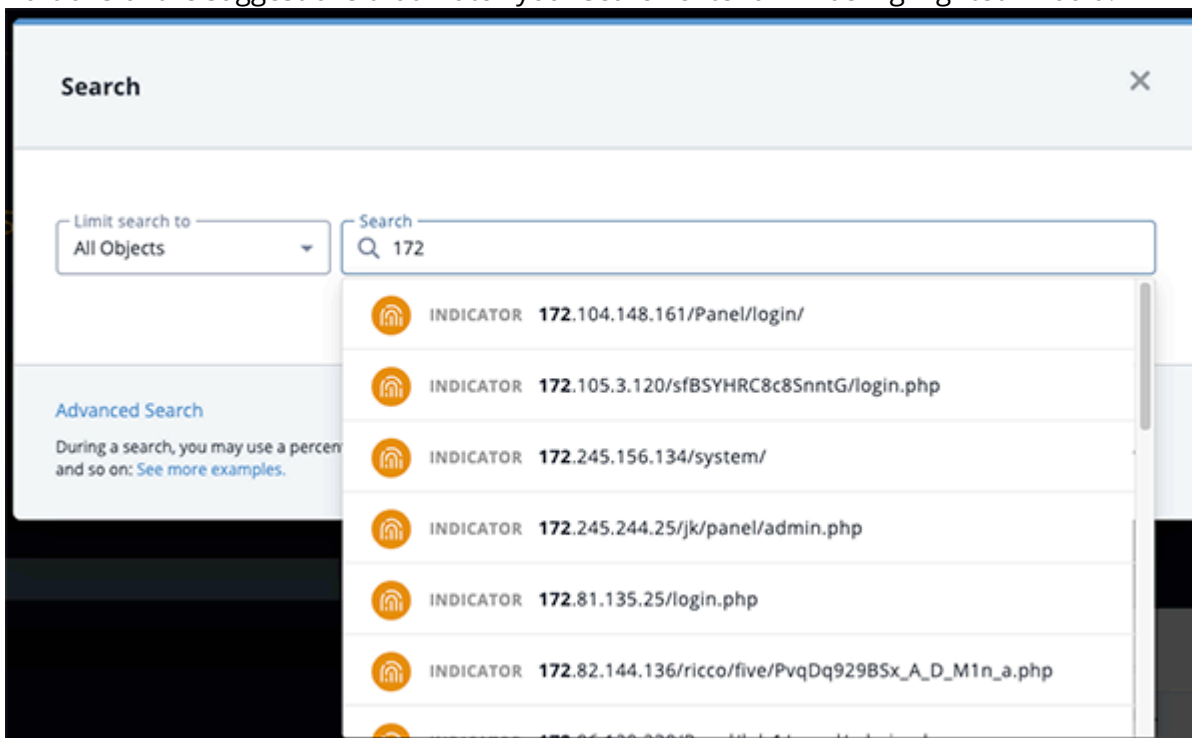 Search
Limit search to
All Objects
Search
172
INDICATOR 172.104.148.161/Panel/login/
INDICATOR 172.105.3.120/sfBSYHRC8c8SnntG/login.php
INDICATOR 172.245.156.134/system/
INDICATOR 172.245.244.25/jk/panel/admin.php
INDICATOR 172.81.135.25/login.php
INDICATOR 172.82.144.136/ricco/five/PvqDq929BSx_A_D_M1n_a.php
Advanced Search
During a search, you may use a percen
and so on: See more examples.